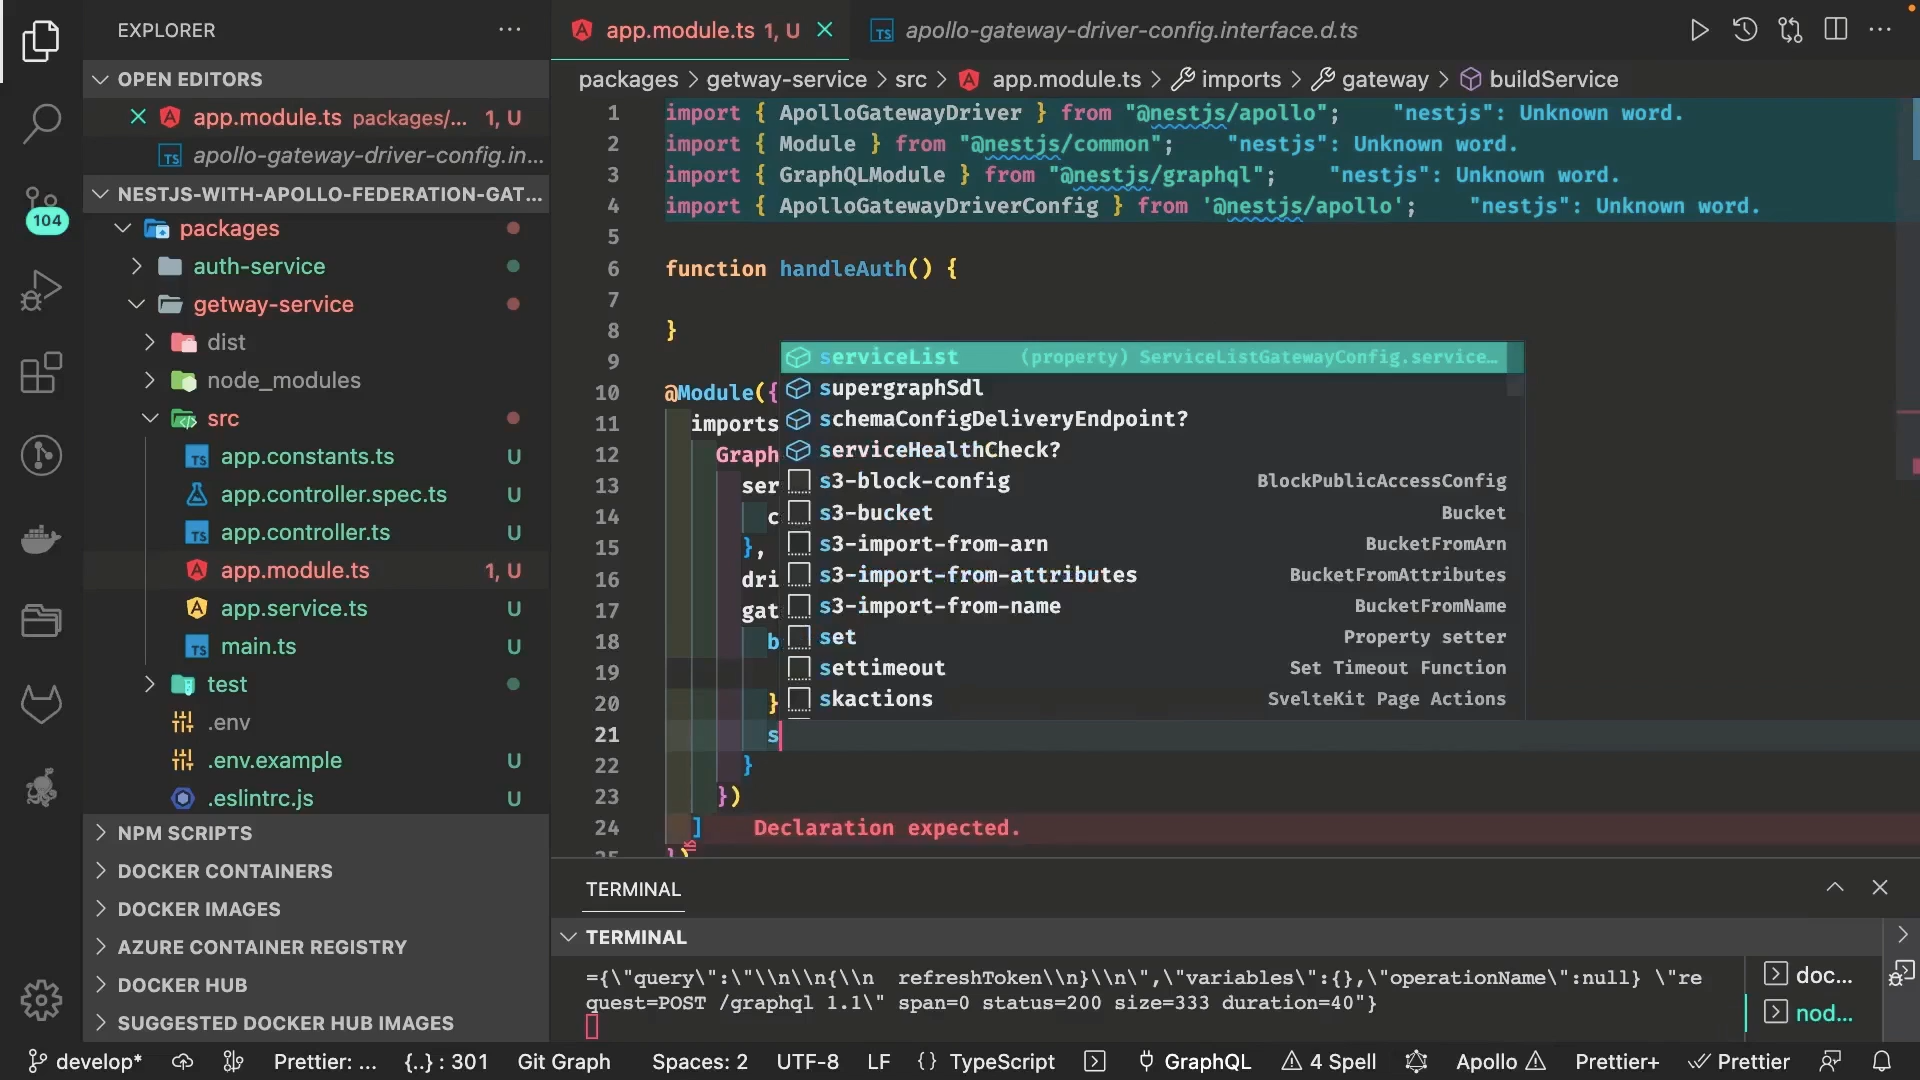 EXPLORER
OPEN EDITORS
app.module.ts packages/... 1, U
apollo-gateway-driver-config.in...
NESTJS-WITH-APOLLO-FEDERATION-GAT...
packages
auth-service
getway-service
dist
node_modules
src
app.constants.ts U
app.controller.spec.ts U
app.controller.ts U
app.module.ts 1, U
app.service.ts U
main.ts U
test
.env
.env.example U
.eslintrc.js U
NPM SCRIPTS
DOCKER CONTAINERS
DOCKER IMAGES
AZURE CONTAINER REGISTRY
DOCKER HUB
SUGGESTED DOCKER HUB IMAGES
104
app.module.ts 1, U
apollo-gateway-driver-config.interface.d.ts
packages > getway-service > src > app.module.ts > imports > gateway > buildService
1 import { ApolloGatewayDriver } from "@nestjs/apollo"; "nestjs": Unknown word.
2 import { Module } from "@nestjs/common"; "nestjs": Unknown word.
3 import { GraphQLModule } from "@nestjs/graphql"; "nestjs": Unknown word.
4 import { ApolloGatewayDriverConfig } from '@nestjs/apollo'; "nestjs": Unknown word.
5
6 function handleAuth() {
7
8 }
9
10 @Module({
11 imports
12 Graph
13 ser
14 c
15 },
16 dri
17 gat
18 b
19
20 }
21 s
22 }
23 })
24 ] Declaration expected.
25 })
serviceList (property) ServiceListGatewayConfig.service...
supergraphSdl
schemaConfigDeliveryEndpoint?
serviceHealthCheck?
s3-block-config BlockPublicAccessConfig
s3-bucket Bucket
s3-import-from-arn BucketFromArn
s3-import-from-attributes BucketFromAttributes
s3-import-from-name BucketFromName
set Property setter
settimeout Set Timeout Function
skactions SvelteKit Page Actions
TERMINAL
TERMINAL
={\"query\":\"\\n\\n{\\n  refreshToken\\n}\\n\",\"variables\":{},\"operationName\":null} \"re
quest=POST /graphql 1.1\" span=0 status=200 size=333 duration=40"}
doc...
nod...
develop* Prettier: ... {..} : 301 Git Graph Spaces: 2 UTF-8 LF {} TypeScript GraphQL 4 Spell Apollo Prettier+ Prettier